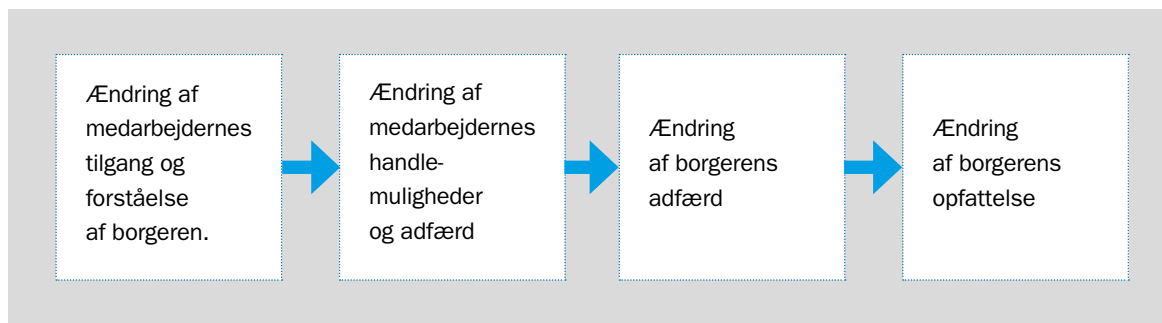 Ændring af
medarbejdernes
tilgang og
forståelse
af borgeren.
Ændring af
medarbejdernes
handle-
muligheder
og adfærd
Ændring
af borgerens
adfærd
Ændring
af borgerens
opfattelse